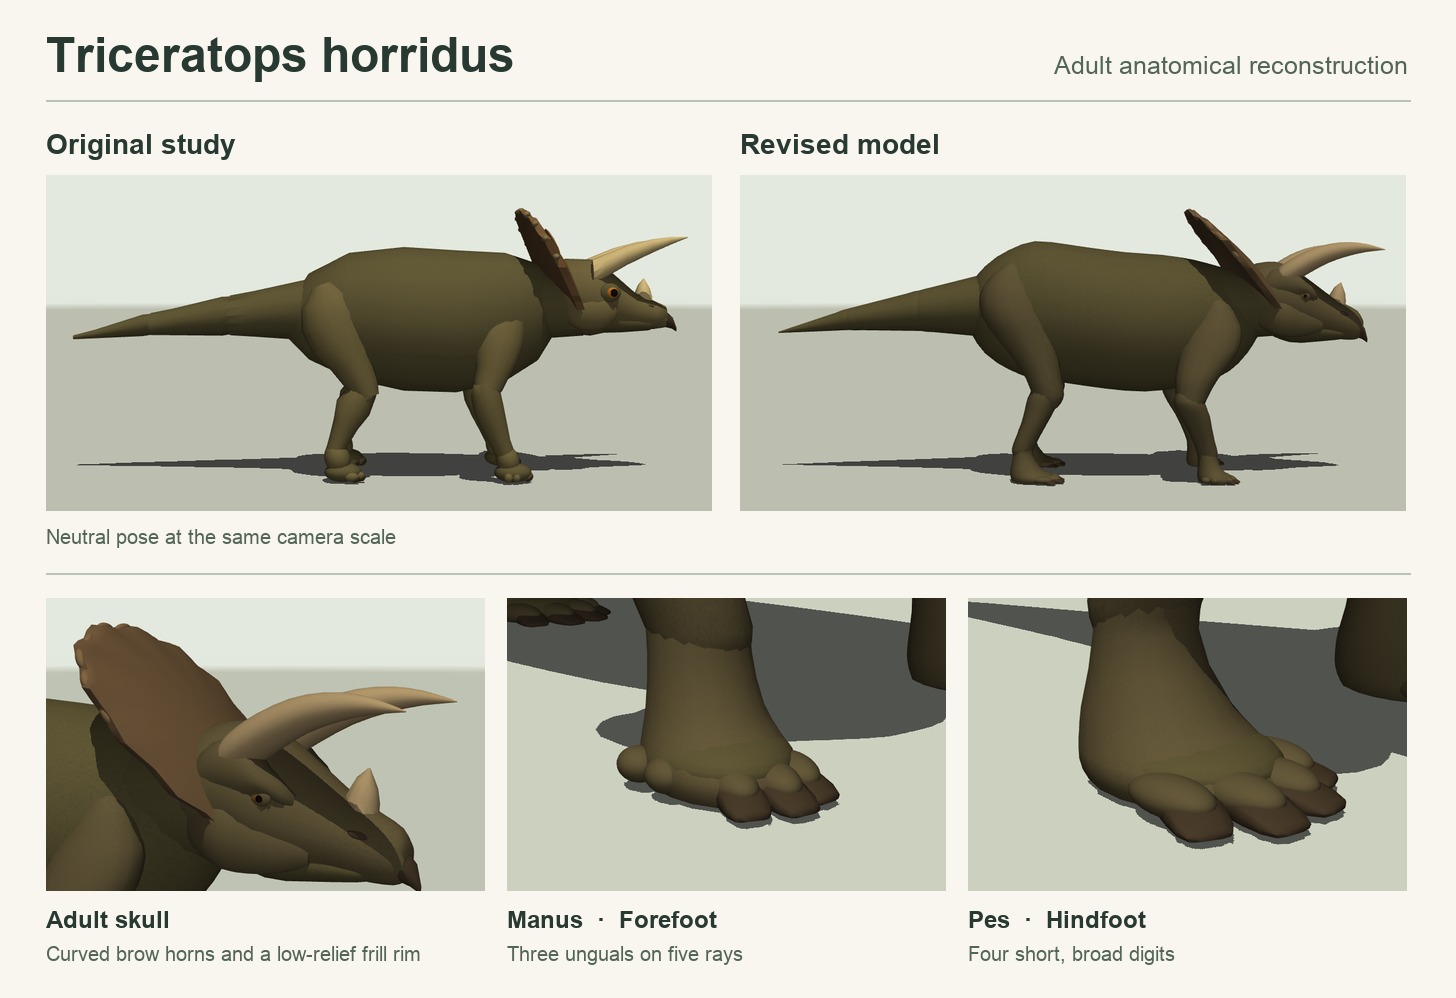 Triceratops horridus
Adult anatomical reconstruction
Original study
Revised model
Neutral pose at the same camera scale
Adult skull
Curved brow horns and a low-relief frill rim
Manus · Forefoot
Three unguals on five rays
Pes · Hindfoot
Four short, broad digits